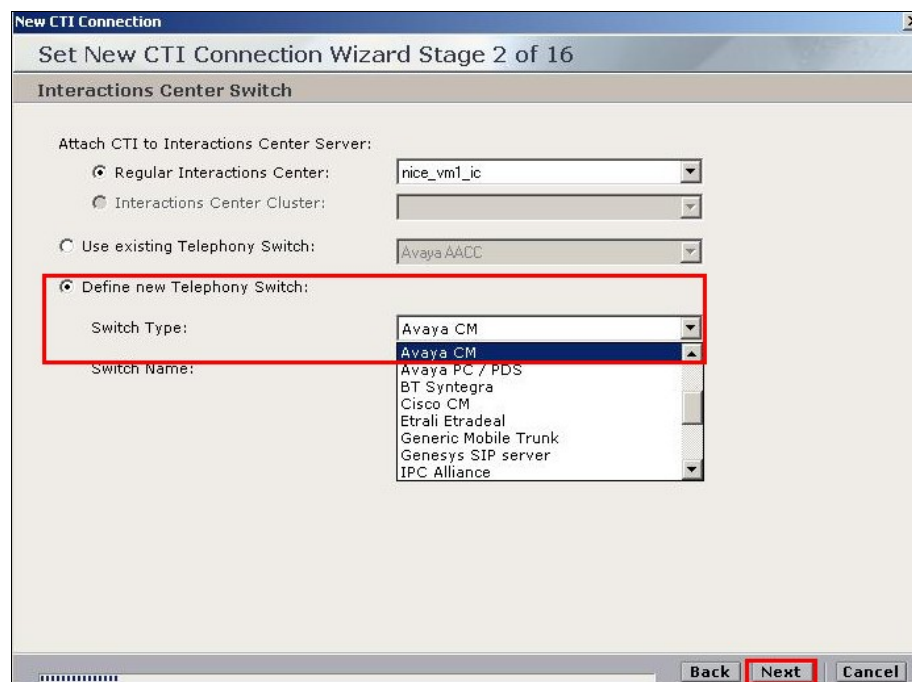 New CTI Connection
Set New CTI Connection Wizard Stage 2 of 16
Interactions Center Switch
Attach CTI to Interactions Center Server:
Regular Interactions Center: nice_vm1_ic
Interactions Center Cluster:
Use existing Telephony Switch: Avaya AACC
Define new Telephony Switch:
Switch Type: Avaya CM
Avaya CM
Switch Name: Avaya PC / PDS
BT Syntegra
Cisco CM
Etrali Etradeal
Generic Mobile Trunk
Genesys SIP server
IPC Alliance
Back Next Cancel